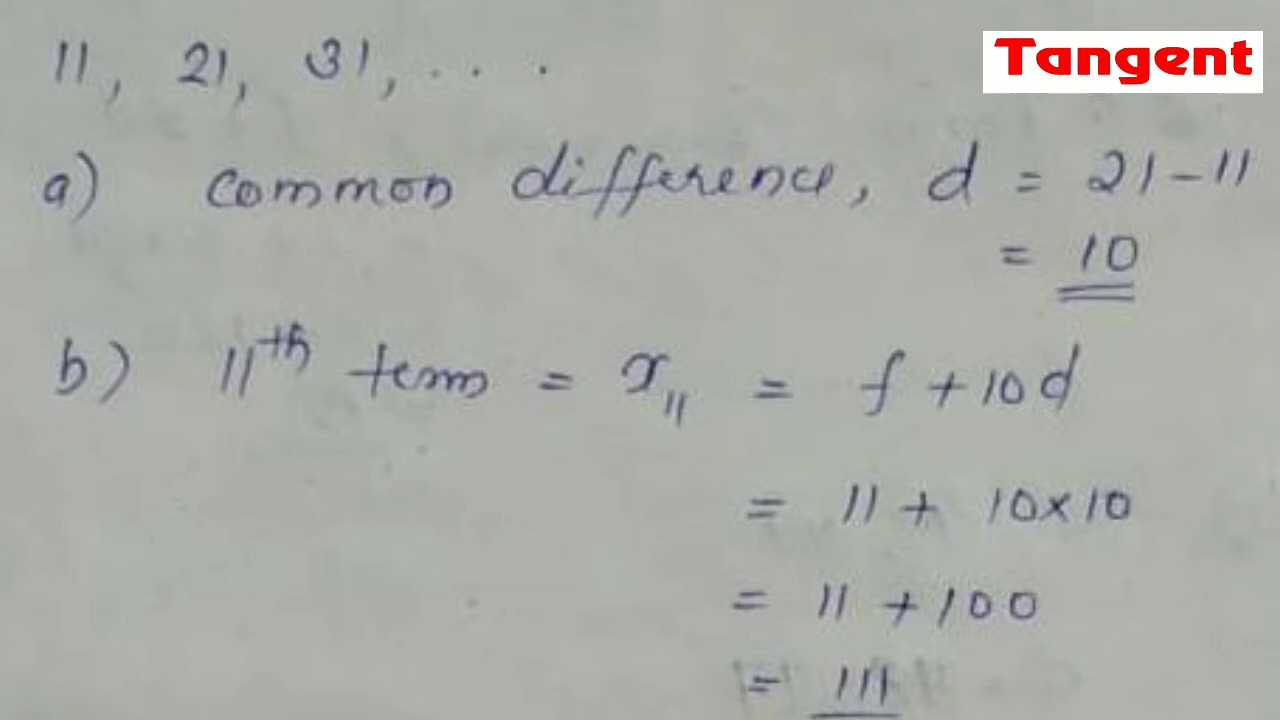 Tangent
11, 21, 31, . . .
a) common difference, d = 21 - 11
= 10
b) 11th term = x11 = f + 10d
= 11 + 10×10
= 11 + 100
= 111